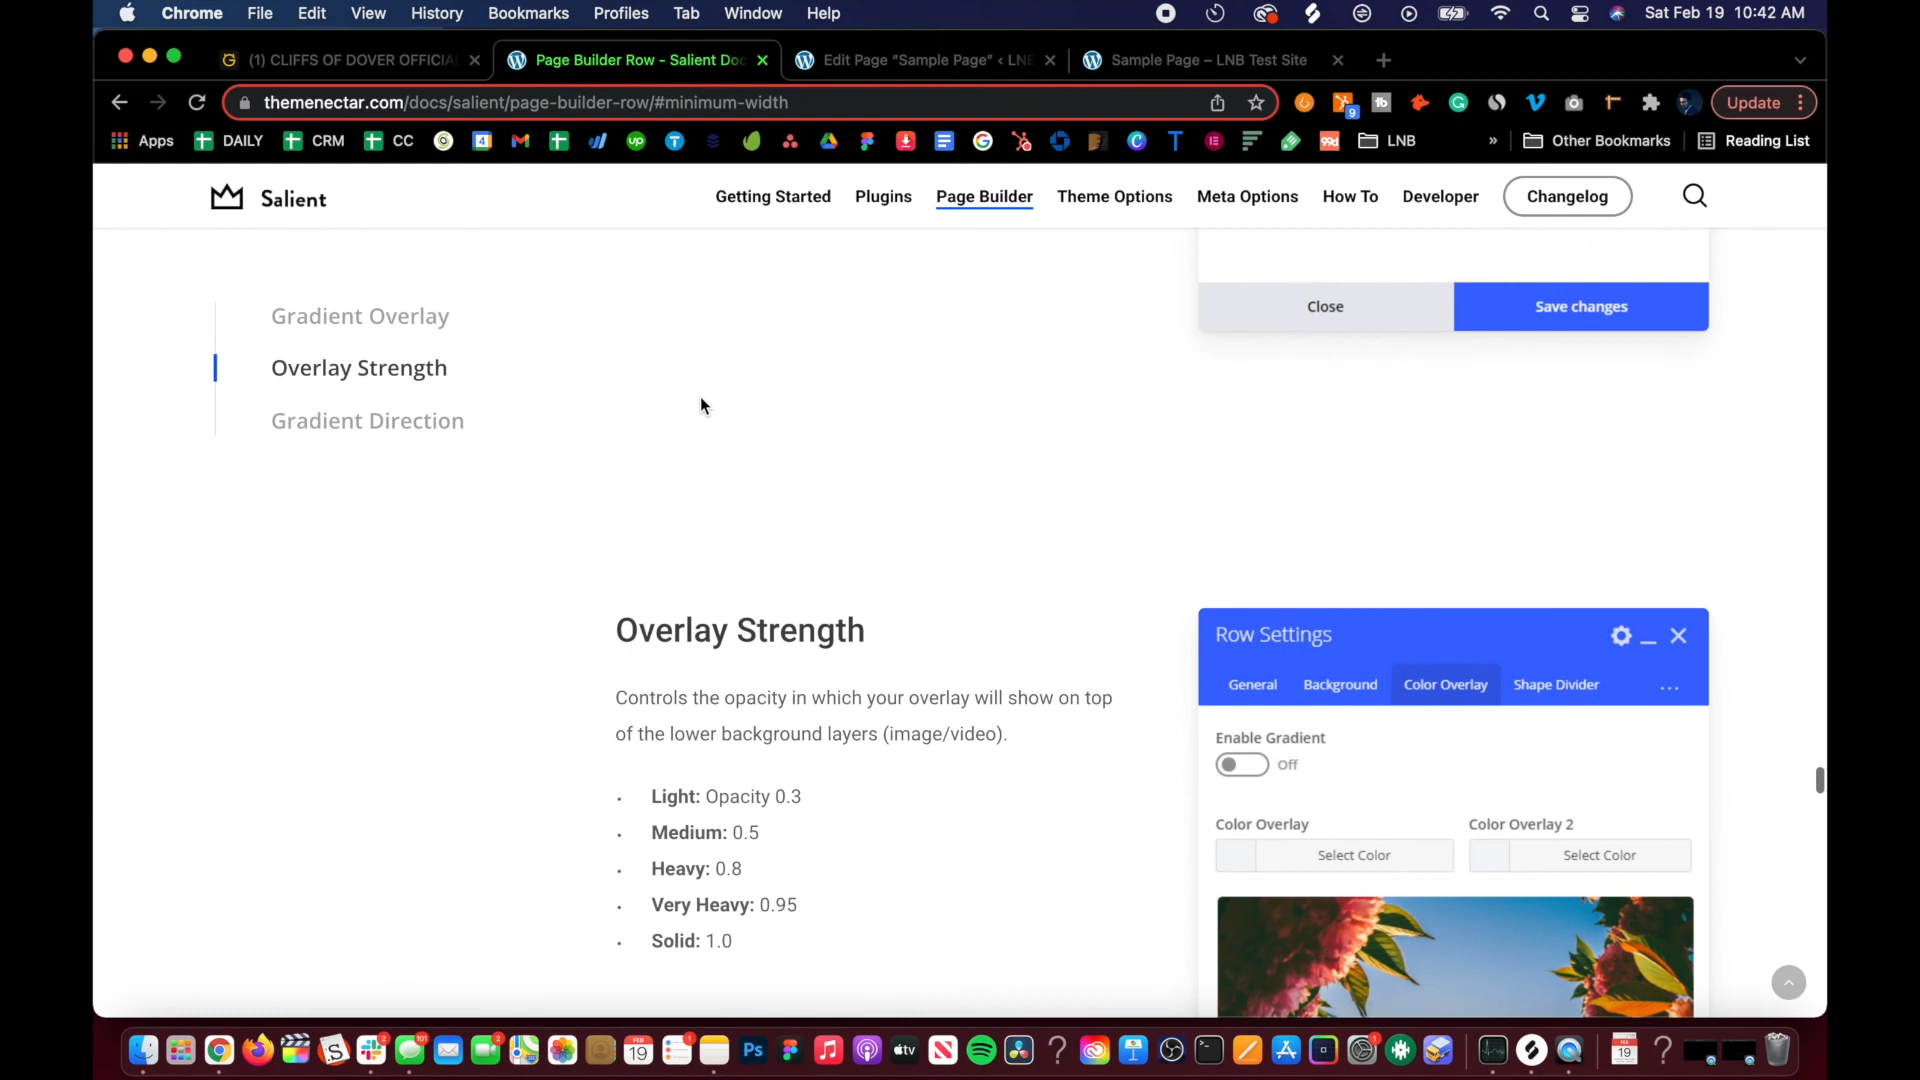 Chrome File Edit View History Bookmarks Profiles Tab Window Help Sat Feb 19 10:42 AM
(1) CLIFFS OF DOVER OFFICIA Page Builder Row - Salient Doc Edit Page "Sample Page" ‹ LNB Sample Page – LNB Test Site
themenectar.com/docs/salient/page-builder-row/#minimum-width 9 Update
Apps DAILY CRM CC LNB » Other Bookmarks Reading List
Salient Getting Started Plugins Page Builder Theme Options Meta Options How To Developer Changelog
Close Save changes
Gradient Overlay
Overlay Strength
Gradient Direction
Overlay Strength
Controls the opacity in which your overlay will show on top
of the lower background layers (image/video).
• Light: Opacity 0.3
• Medium: 0.5
• Heavy: 0.8
• Very Heavy: 0.95
• Solid: 1.0
Row Settings
General Background Color Overlay Shape Divider ...
Enable Gradient
Off
Color Overlay Color Overlay 2
Select Color Select Color